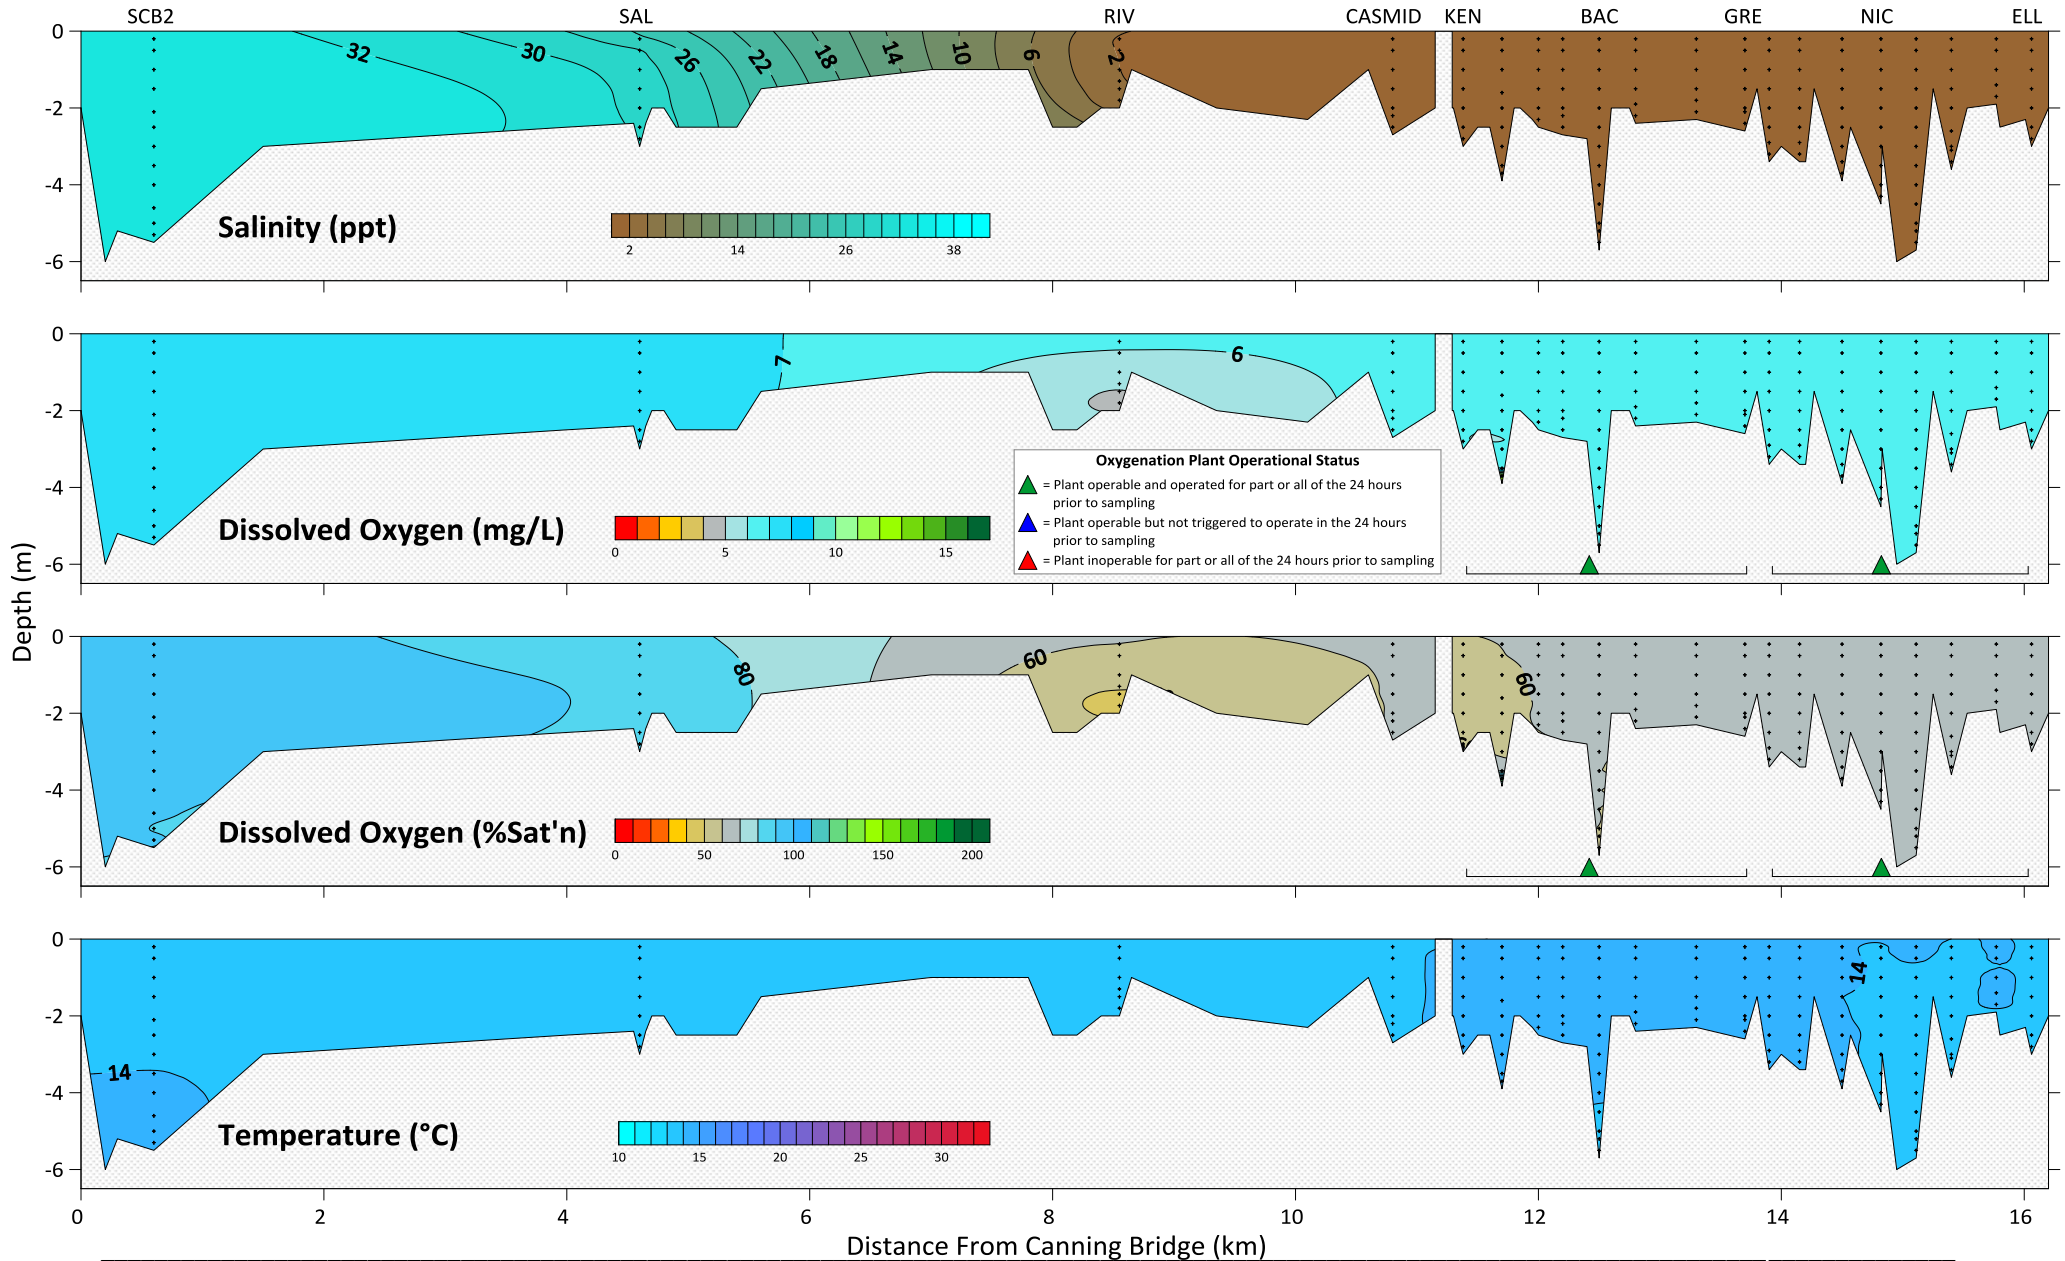 SCB2 SAL RIV CASMID KEN BAC GRE NIC ELL
0
32 30 26 22 18 14 10 6 2
-2
-4
Salinity (ppt)
2 14 26 38
-6
0
7 6
-2
Oxygenation Plant Operational Status
= Plant operable and operated for part or all of the 24 hours
prior to sampling
= Plant operable but not triggered to operate in the 24 hours
prior to sampling
= Plant inoperable for part or all of the 24 hours prior to sampling
-4
Dissolved Oxygen (mg/L)
0 5 10 15
-6
Depth (m)
0
80 60 60
-2
-4
Dissolved Oxygen (%Sat'n)
0 50 100 150 200
-6
0
14
-2
14
-4
Temperature (°C)
10 15 20 25 30
-6
0 2 4 6 8 10 12 14 16
Distance From Canning Bridge (km)